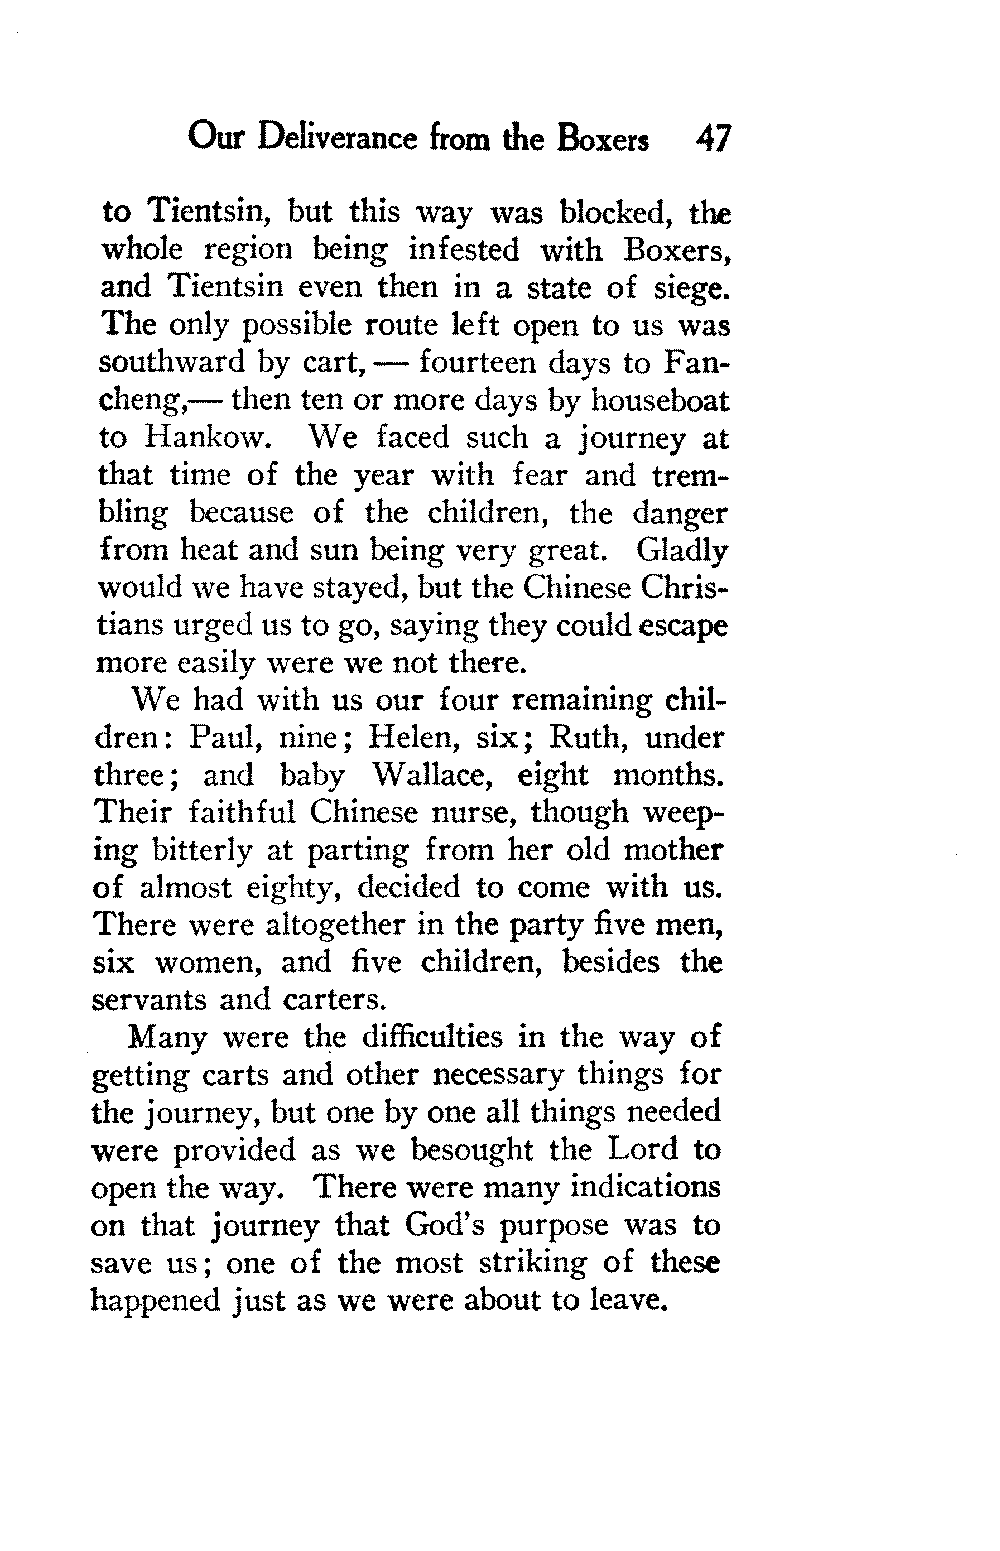 Our Deliverance from the Boxers 47
to Tientsin, but this way was blocked, the
whole region being infested with Boxers,
and Tientsin even then in a state of siege.
The only possible route left open to us was
southward by cart, — fourteen days to Fan-
cheng,— then ten or more days by houseboat
to Hankow. We faced such a journey at
that time of the year with fear and trem-
bling because of the children, the danger
from heat and sun being very great. Gladly
would we have stayed, but the Chinese Chris-
tians urged us to go, saying they could escape
more easily were we not there.
We had with us our four remaining chil-
dren: Paul, nine; Helen, six; Ruth, under
three; and baby Wallace, eight months.
Their faithful Chinese nurse, though weep-
ing bitterly at parting from her old mother
of almost eighty, decided to come with us.
There were altogether in the party five men,
six women, and five children, besides the
servants and carters.
Many were the difficulties in the way of
getting carts and other necessary things for
the journey, but one by one all things needed
were provided as we besought the Lord to
open the way. There were many indications
on that journey that God's purpose was to
save us; one of the most striking of these
happened just as we were about to leave.